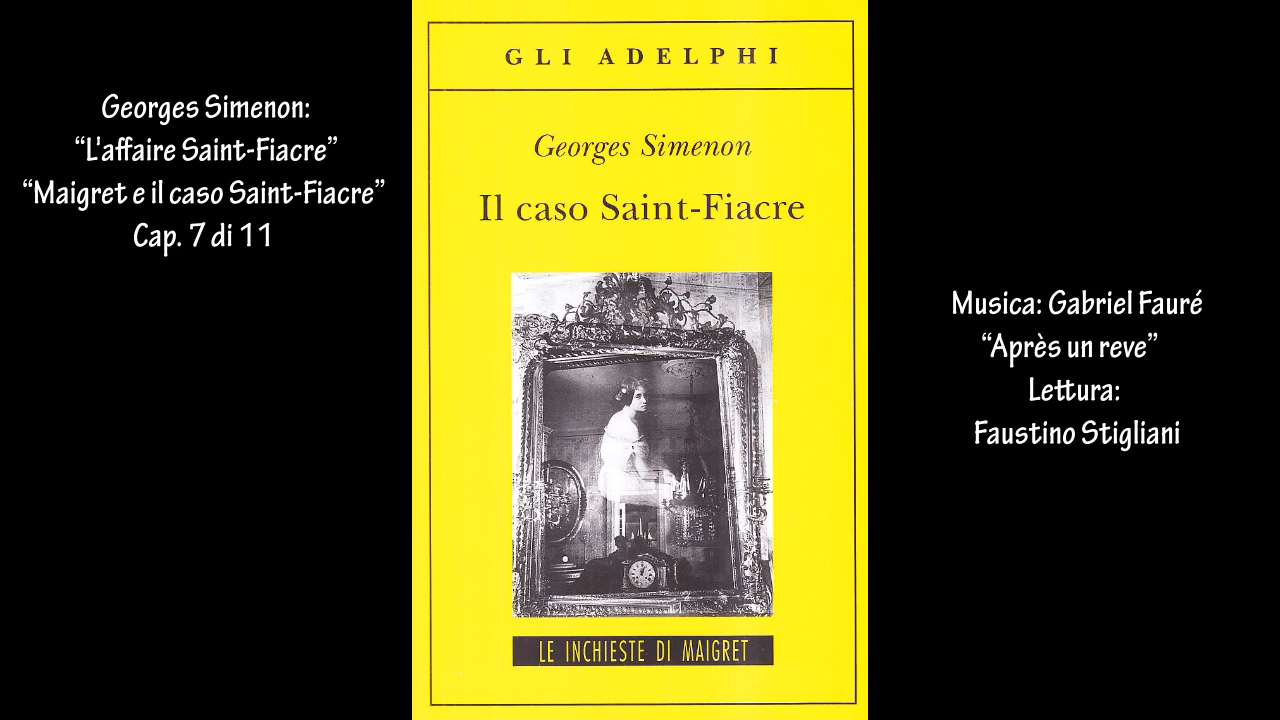 Georges Simenon:
“L'affaire Saint-Fiacre”
“Maigret e il caso Saint-Fiacre”
Cap. 7 di 11
GLI ADELPHI
Georges Simenon
Il caso Saint-Fiacre
LE INCHIESTE DI MAIGRET
Musica: Gabriel Fauré
“Après un reve”
Lettura:
Faustino Stigliani